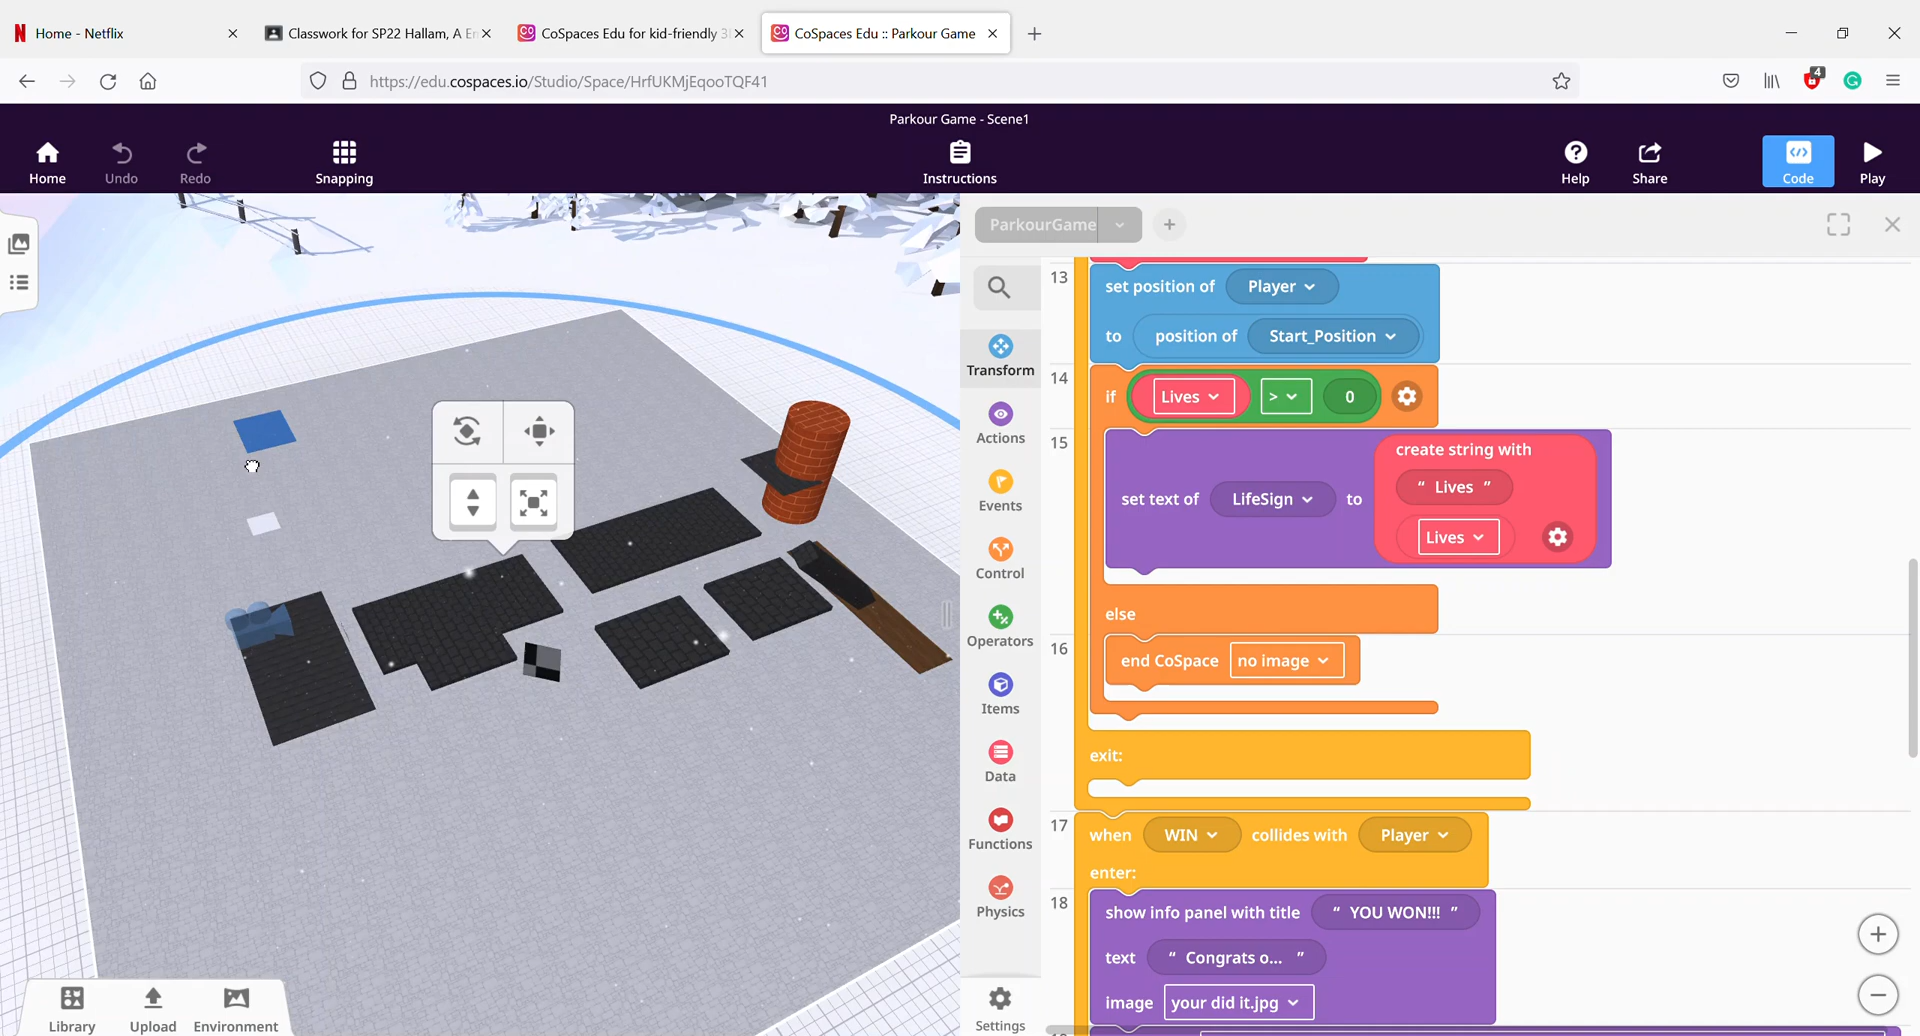 Home - Netflix
Classwork for SP22 Hallam, A En
CoSpaces Edu for kid-friendly 3
CoSpaces Edu :: Parkour Game
https://edu.cospaces.io/Studio/Space/HrfUKMjEqooTQF41
4
Parkour Game - Scene1
Home
Undo
Redo
Snapping
Instructions
Help
Share
Code
Play
ParkourGame
Transform
Actions
Events
Control
Operators
Items
Data
Functions
Physics
Settings
13
set position of Player
to position of Start_Position
14
if Lives > 0
15
create string with
“ Lives ”
set text of LifeSign to
Lives
else
16
end CoSpace no image
exit:
17
when WIN collides with Player
enter:
18
show info panel with title “ YOU WON!!! ”
text “ Congrats o... ”
image your did it.jpg
Library
Upload
Environment